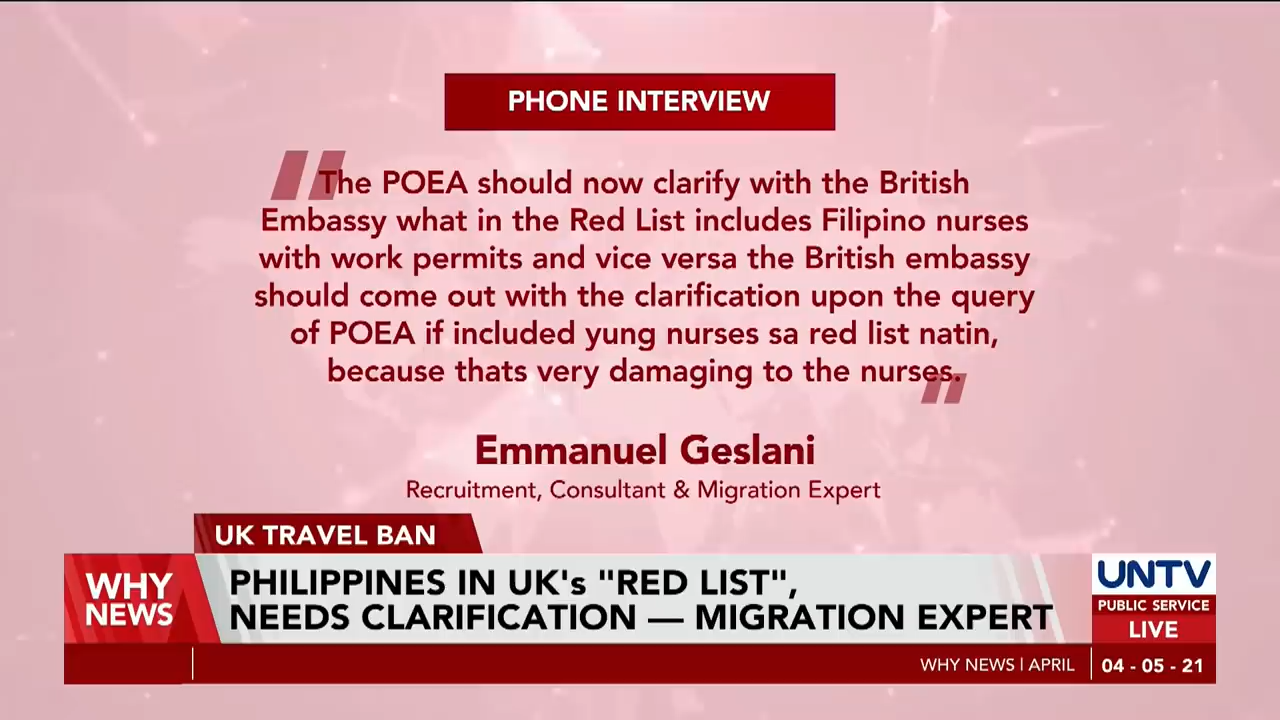 PHONE INTERVIEW
"The POEA should now clarify with the British
Embassy what in the Red List includes Filipino nurses
with work permits and vice versa the British embassy
should come out with the clarification upon the query
of POEA if included yung nurses sa red list natin,
because thats very damaging to the nurses."
Emmanuel Geslani
Recruitment, Consultant & Migration Expert
UK TRAVEL BAN
WHY
NEWS
PHILIPPINES IN UK's "RED LIST",
NEEDS CLARIFICATION — MIGRATION EXPERT
UNTV
PUBLIC SERVICE
LIVE
WHY NEWS | APRIL
04 - 05 - 21